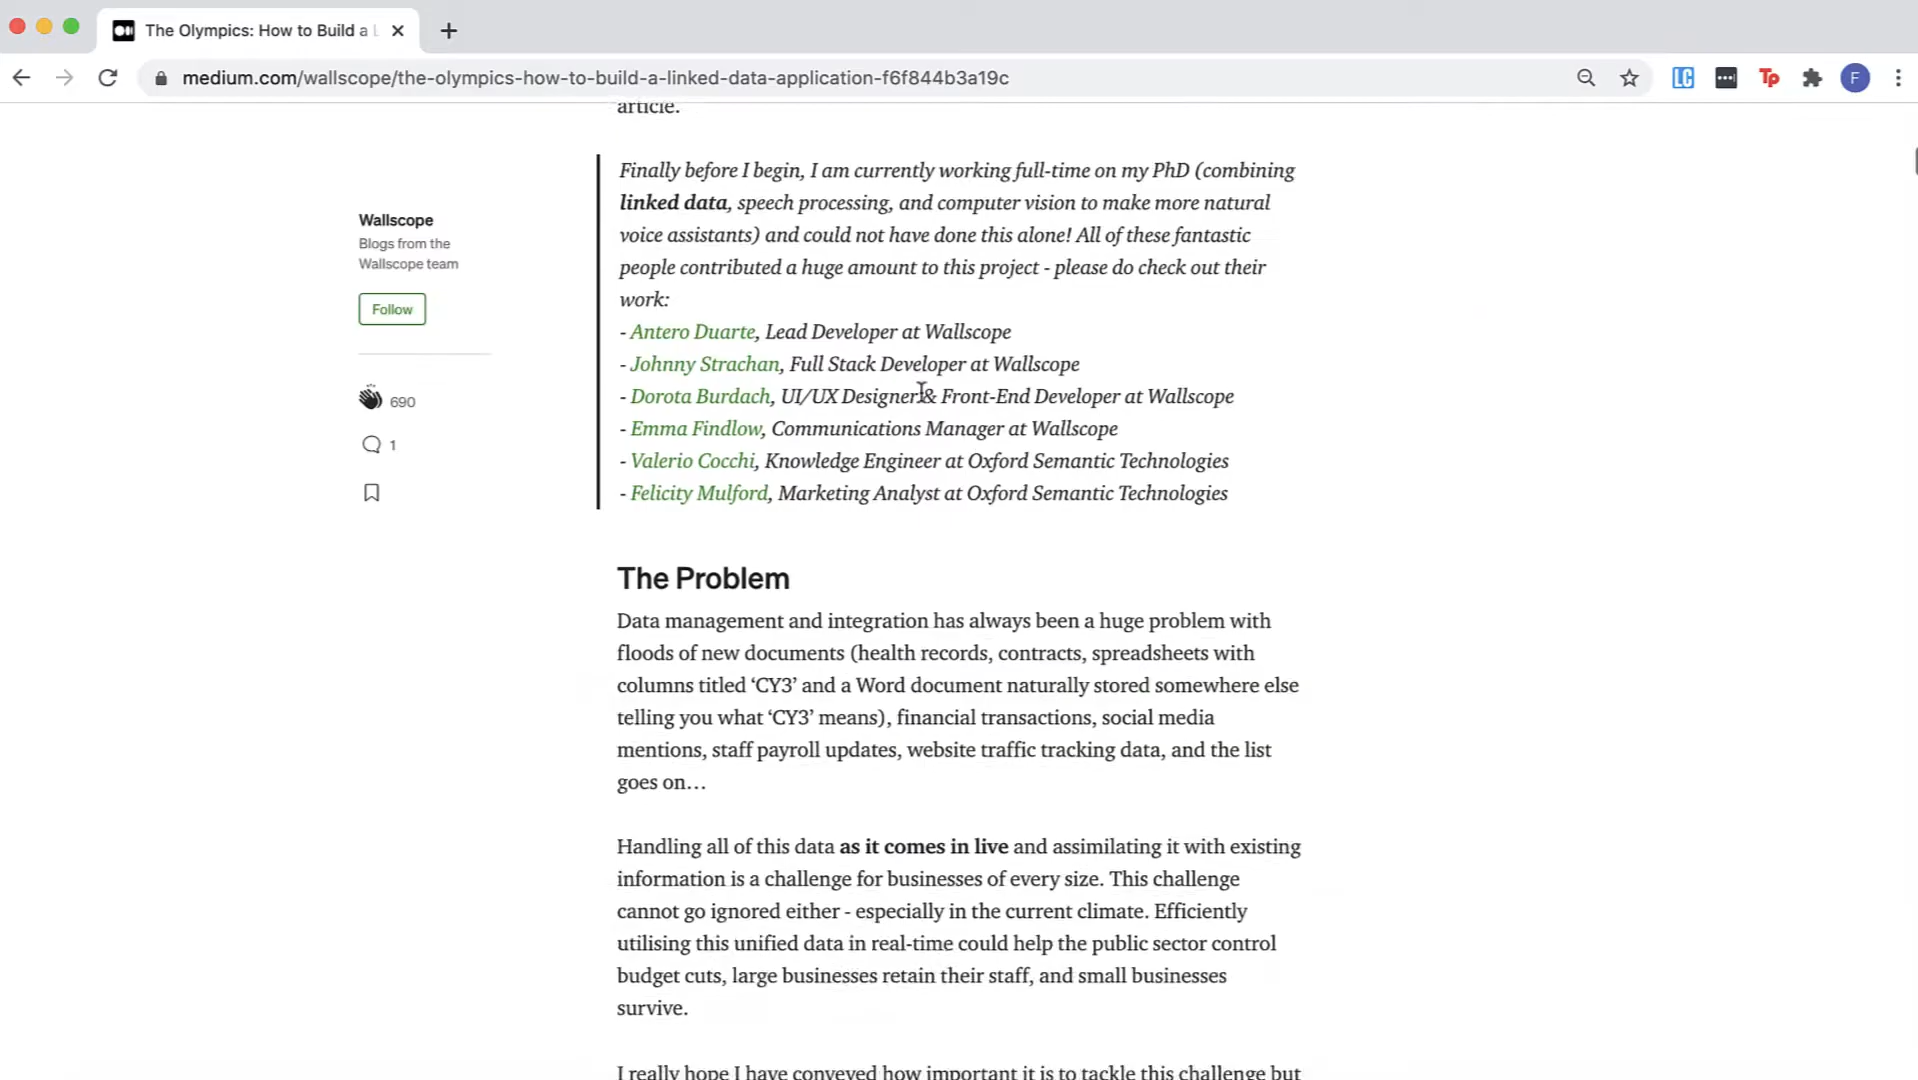 The Olympics: How to Build a L
medium.com/wallscope/the-olympics-how-to-build-a-linked-data-application-f6f844b3a19c
LC
Tp
F
article.
Finally before I begin, I am currently working full-time on my PhD (combining
linked data, speech processing, and computer vision to make more natural
voice assistants) and could not have done this alone! All of these fantastic
people contributed a huge amount to this project - please do check out their
work:
- Antero Duarte, Lead Developer at Wallscope
- Johnny Strachan, Full Stack Developer at Wallscope
- Dorota Burdach, UI/UX Designer & Front-End Developer at Wallscope
- Emma Findlow, Communications Manager at Wallscope
- Valerio Cocchi, Knowledge Engineer at Oxford Semantic Technologies
- Felicity Mulford, Marketing Analyst at Oxford Semantic Technologies
Wallscope
Blogs from the
Wallscope team
Follow
690
1
The Problem
Data management and integration has always been a huge problem with
floods of new documents (health records, contracts, spreadsheets with
columns titled ‘CY3’ and a Word document naturally stored somewhere else
telling you what ‘CY3’ means), financial transactions, social media
mentions, staff payroll updates, website traffic tracking data, and the list
goes on…
Handling all of this data as it comes in live and assimilating it with existing
information is a challenge for businesses of every size. This challenge
cannot go ignored either - especially in the current climate. Efficiently
utilising this unified data in real-time could help the public sector control
budget cuts, large businesses retain their staff, and small businesses
survive.
I really hope I have conveyed how important it is to tackle this challenge but